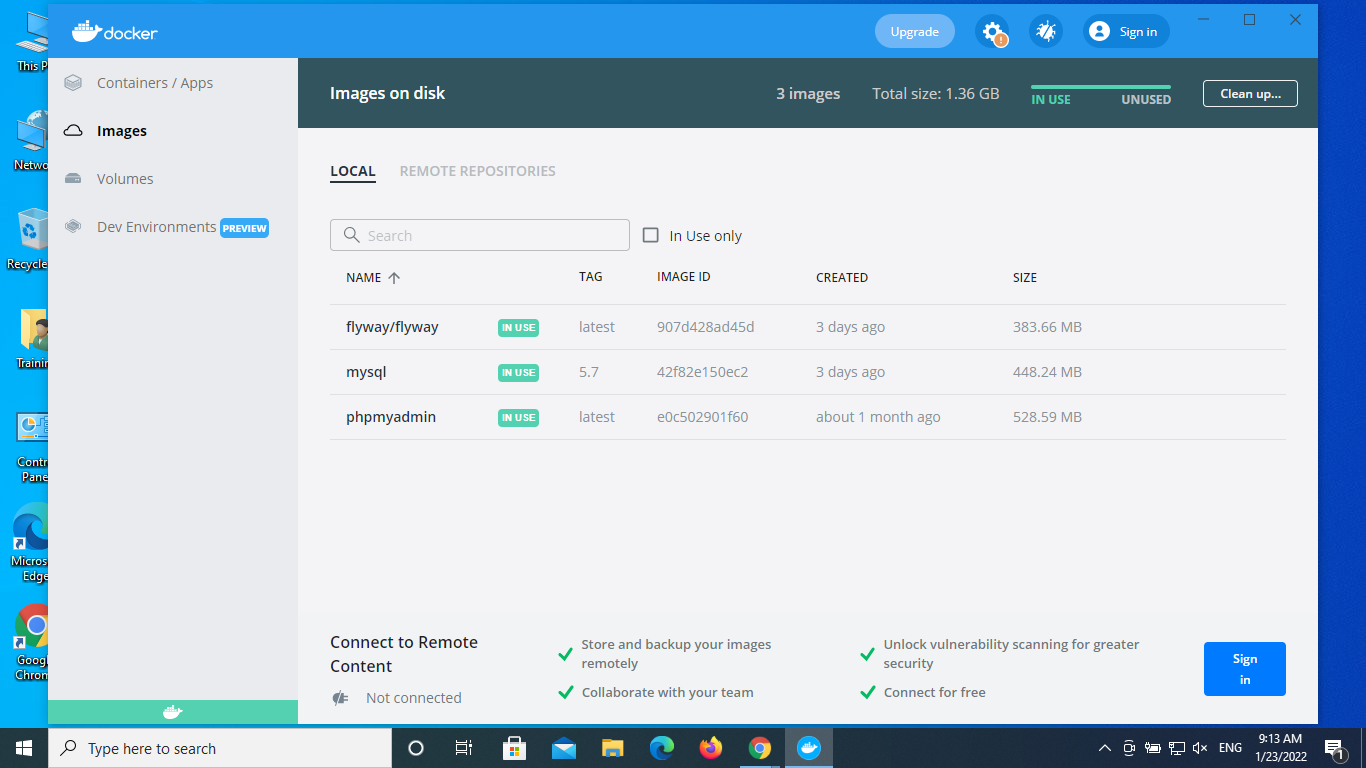 docker
Upgrade
Sign in
This P
Netwo
Recycle
Trainin
Contr
Pane
Micros
Edge
Googl
Chrom
Containers / Apps
Images
Volumes
Dev Environments PREVIEW
Images on disk
3 images
Total size: 1.36 GB
IN USE
UNUSED
Clean up...
LOCAL
REMOTE REPOSITORIES
Search
In Use only
NAME TAG IMAGE ID CREATED SIZE
flyway/flyway IN USE latest 907d428ad45d 3 days ago 383.66 MB
mysql IN USE 5.7 42f82e150ec2 3 days ago 448.24 MB
phpmyadmin IN USE latest e0c502901f60 about 1 month ago 528.59 MB
Connect to Remote
Content
Not connected
Store and backup your images
remotely
Collaborate with your team
Unlock vulnerability scanning for greater
security
Connect for free
Sign
in
Type here to search
ENG
9:13 AM
1/23/2022
1